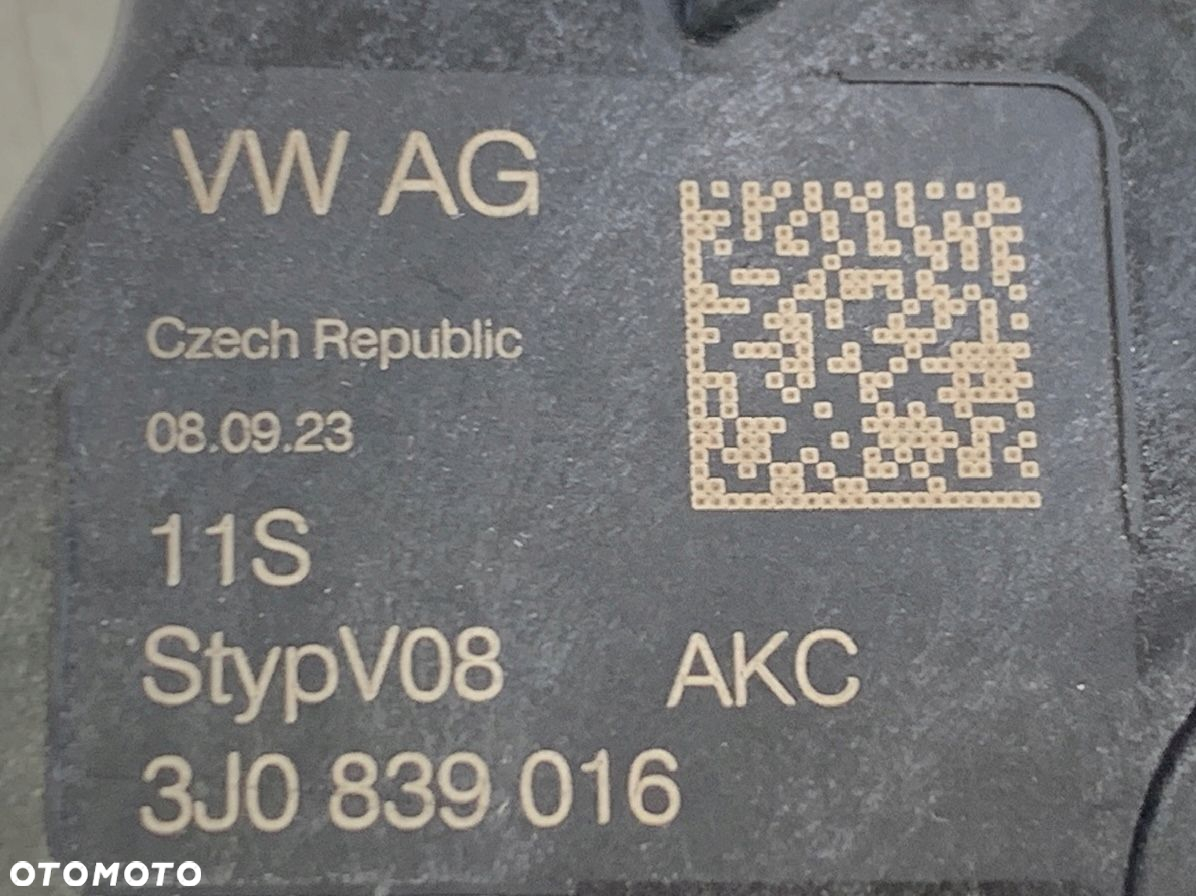 VW AG
Czech Republic
08.09.23
11S
StypV08 AKC
3J0 839 016
OTOMOTO